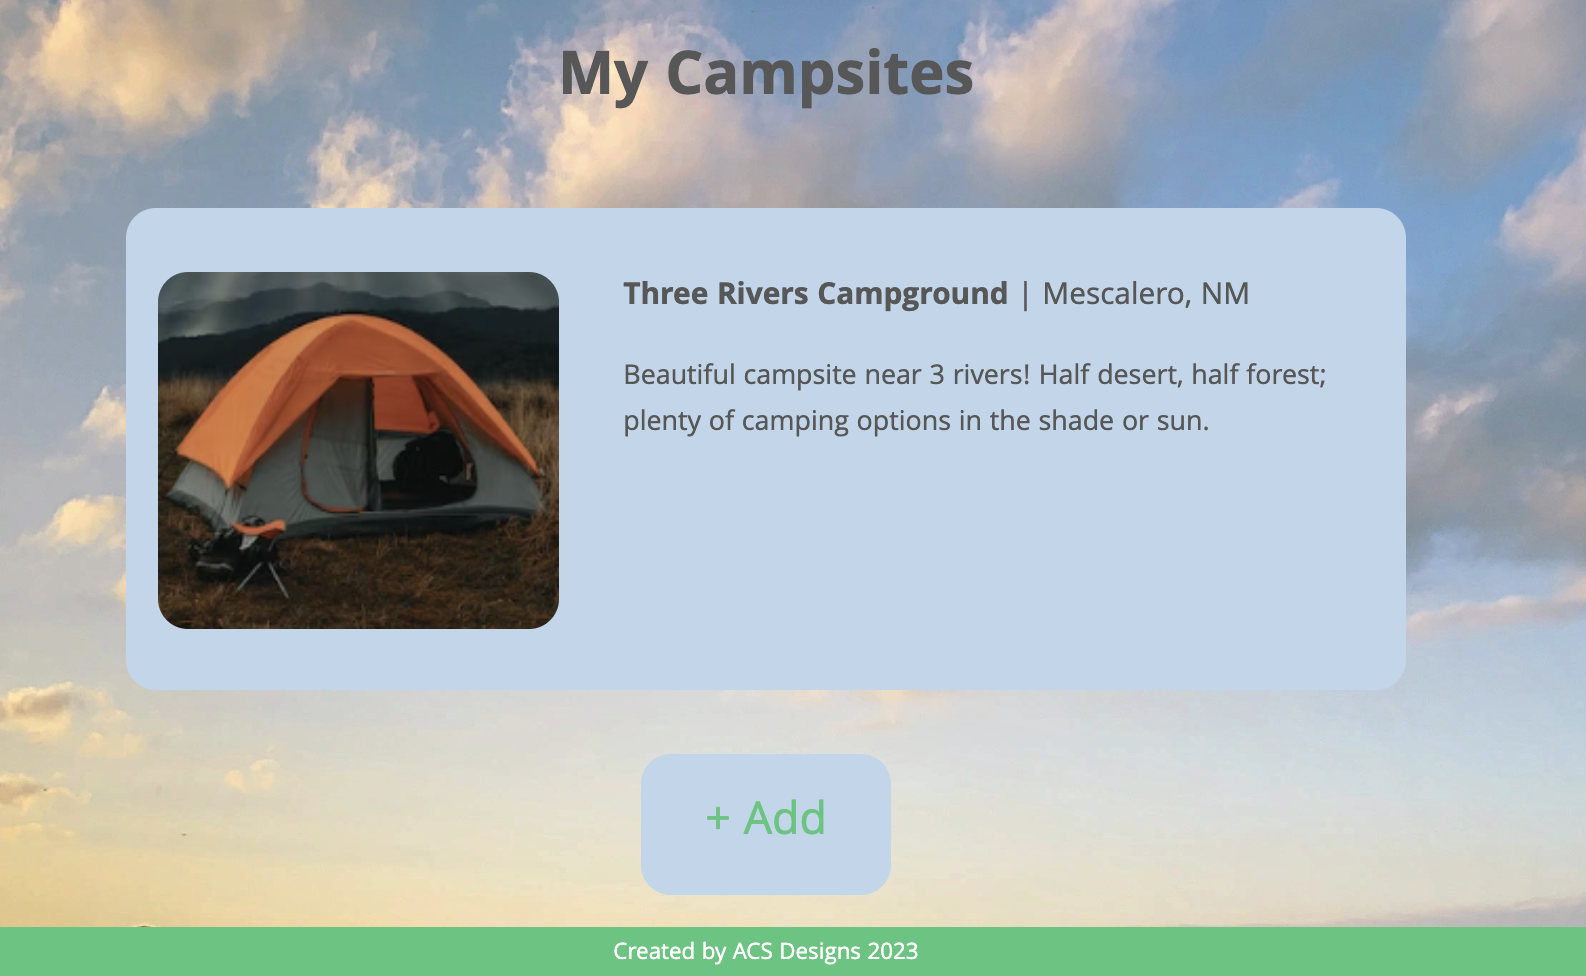 My Campsites
Three Rivers Campground | Mescalero, NM
Beautiful campsite near 3 rivers! Half desert, half forest;
plenty of camping options in the shade or sun.
+ Add
Created by ACS Designs 2023